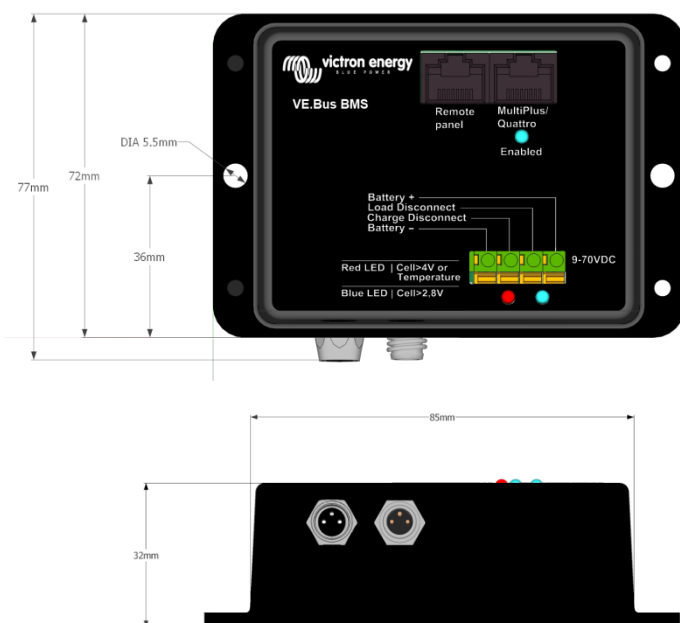 victron energy
BLUE POWER
VE.Bus BMS
Remote
panel
MultiPlus/
Quattro
Enabled
DIA 5.5mm
77mm
72mm
36mm
Battery +
Load Disconnect
Charge Disconnect
Battery -
9-70VDC
Red LED | Cell>4V or
Temperature
Blue LED | Cell>2,8V
85mm
32mm